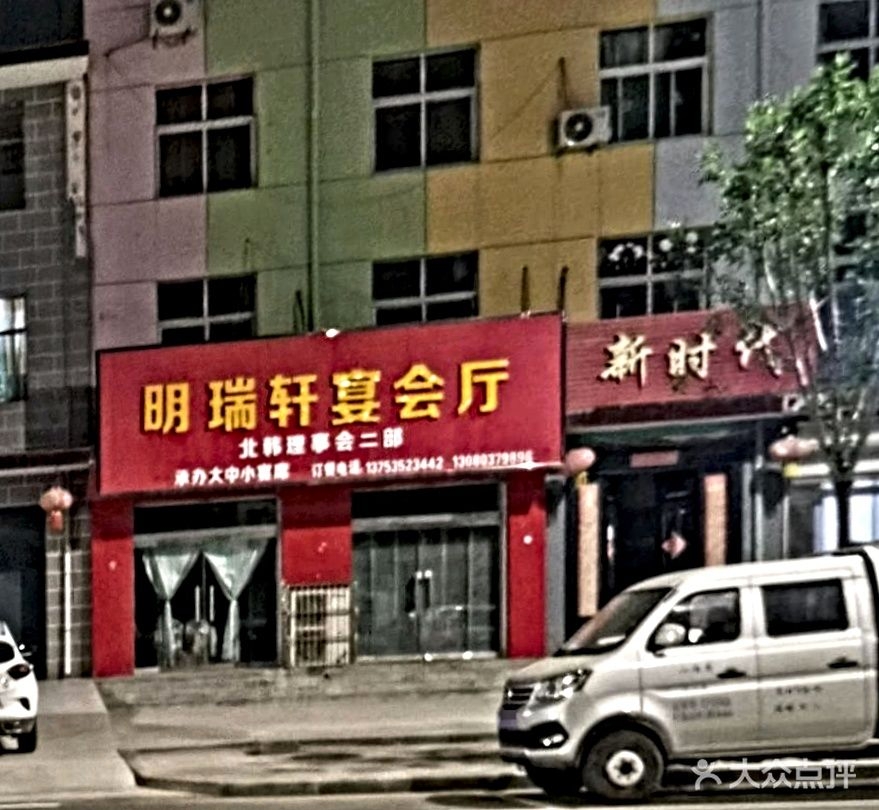 明瑞轩宴会厅
北韩理事会二部
承办大中小宴席 订餐电话:13753523442 13080379898
新时代
大众点评